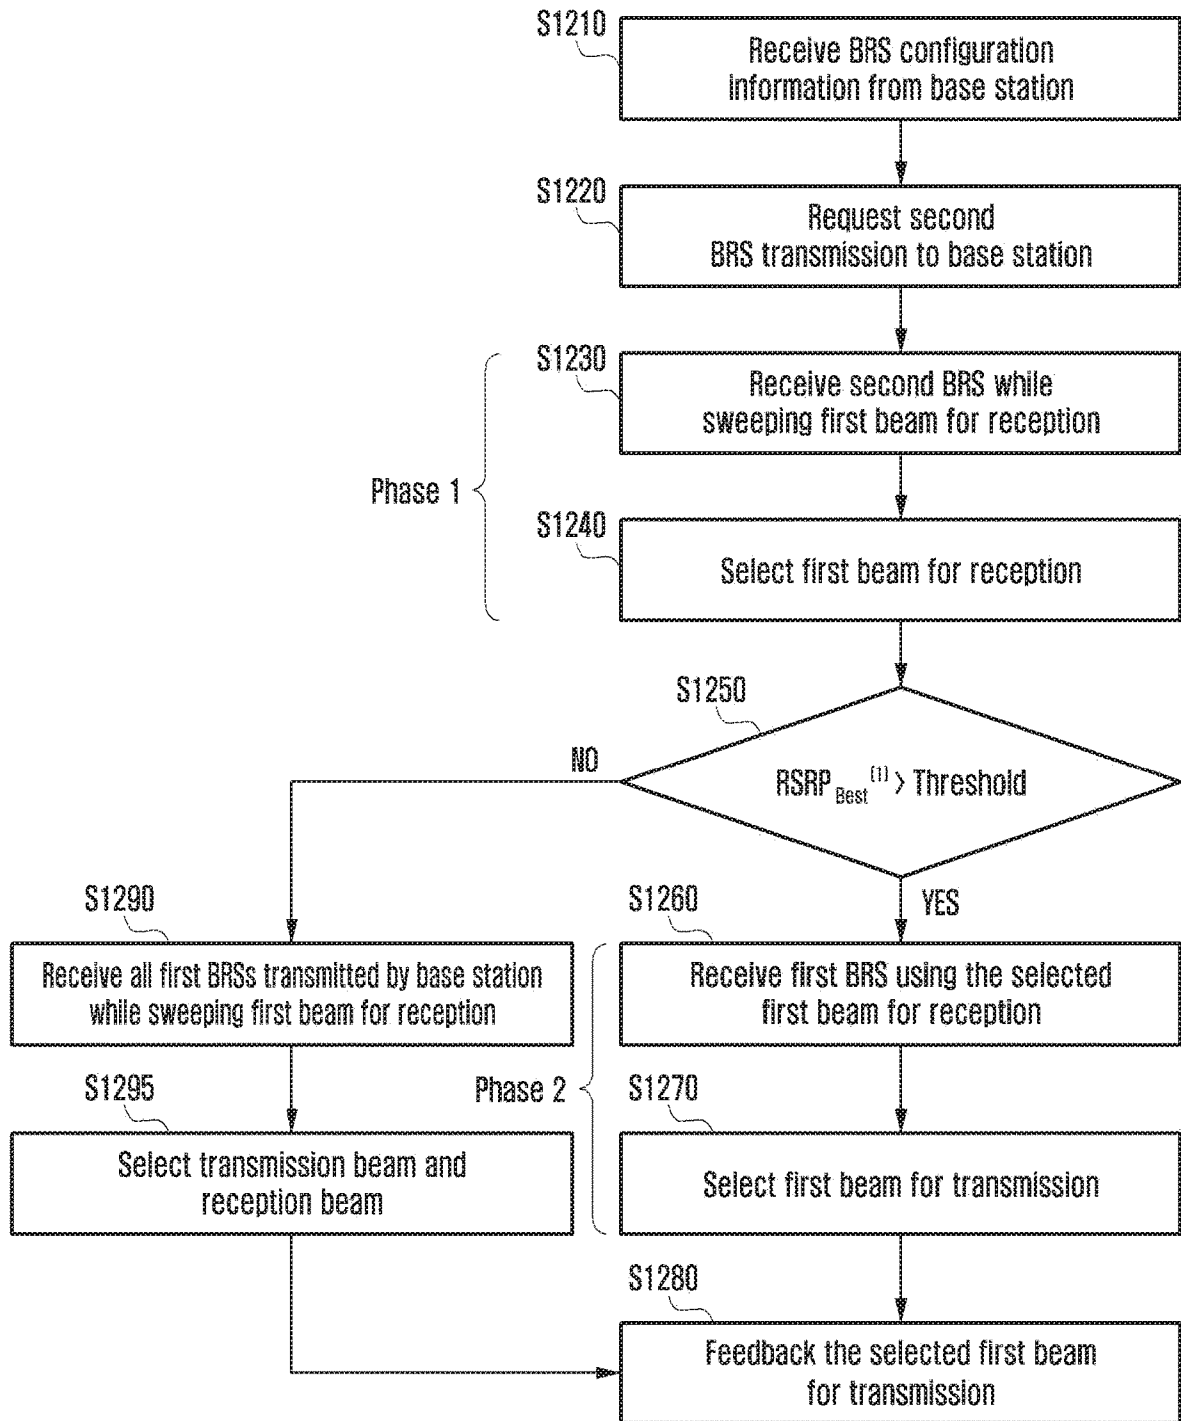 S1210
Receive BRS configuration
information from base station
S1220
Request second
BRS transmission to base station
S1230
Receive second BRS while
sweeping first beam for reception
Phase 1
S1240
Select first beam for reception
S1250
NO
RSRP Best (1) > Threshold
YES
S1290
Receive all first BRSs transmitted by base station
while sweeping first beam for reception
S1260
Receive first BRS using the selected
first beam for reception
Phase 2
S1295
Select transmission beam and
reception beam
S1270
Select first beam for transmission
S1280
Feedback the selected first beam
for transmission